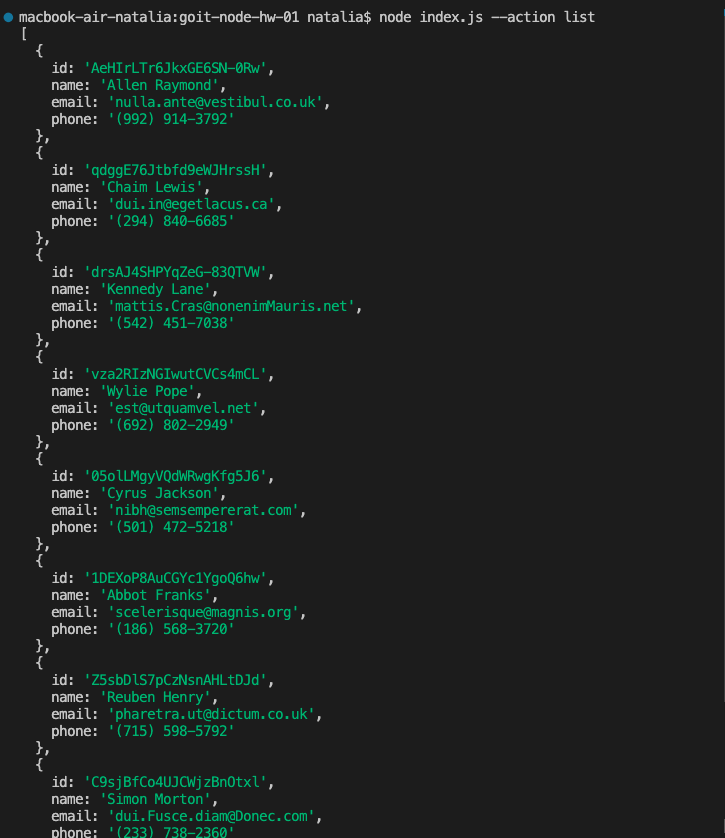 macbook-air-natalia:goit-node-hw-01 natalia$ node index.js --action list
[
  {
    id: 'AeHIrLTr6JkxGE6SN-0Rw',
    name: 'Allen Raymond',
    email: 'nulla.ante@vestibul.co.uk',
    phone: '(992) 914-3792'
  },
  {
    id: 'qdggE76Jtbfd9eWJHrssH',
    name: 'Chaim Lewis',
    email: 'dui.in@egetlacus.ca',
    phone: '(294) 840-6685'
  },
  {
    id: 'drsAJ4SHPYqZeG-83QTVW',
    name: 'Kennedy Lane',
    email: 'mattis.Cras@nonenimMauris.net',
    phone: '(542) 451-7038'
  },
  {
    id: 'vza2RIzNGIwutCVCs4mCL',
    name: 'Wylie Pope',
    email: 'est@utquamvel.net',
    phone: '(692) 802-2949'
  },
  {
    id: '05olLMgyVQdWRwgKfg5J6',
    name: 'Cyrus Jackson',
    email: 'nibh@semsempererat.com',
    phone: '(501) 472-5218'
  },
  {
    id: '1DEXoP8AuCGYc1YgoQ6hw',
    name: 'Abbot Franks',
    email: 'scelerisque@magnis.org',
    phone: '(186) 568-3720'
  },
  {
    id: 'Z5sbDlS7pCzNsnAHLtDJd',
    name: 'Reuben Henry',
    email: 'pharetra.ut@dictum.co.uk',
    phone: '(715) 598-5792'
  },
  {
    id: 'C9sjBfCo4UJCWjzBnOtxl',
    name: 'Simon Morton',
    email: 'dui.Fusce.diam@Donec.com',
    phone: '(233) 738-2360'